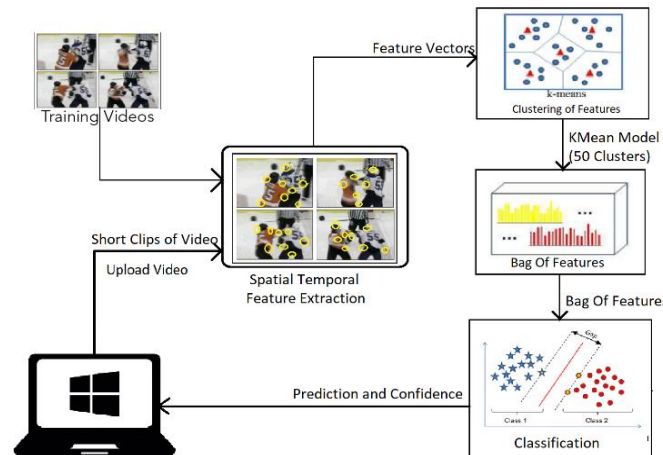 Training Videos
Feature Vectors
k-means
Clustering of Features
KMean Model
(50 Clusters)
Short Clips of Video
Upload Video
Spatial Temporal
Feature Extraction
...
...
Bag Of Features
Bag Of Features
Gap
Class 1
Class 2
Classification
Prediction and Confidence